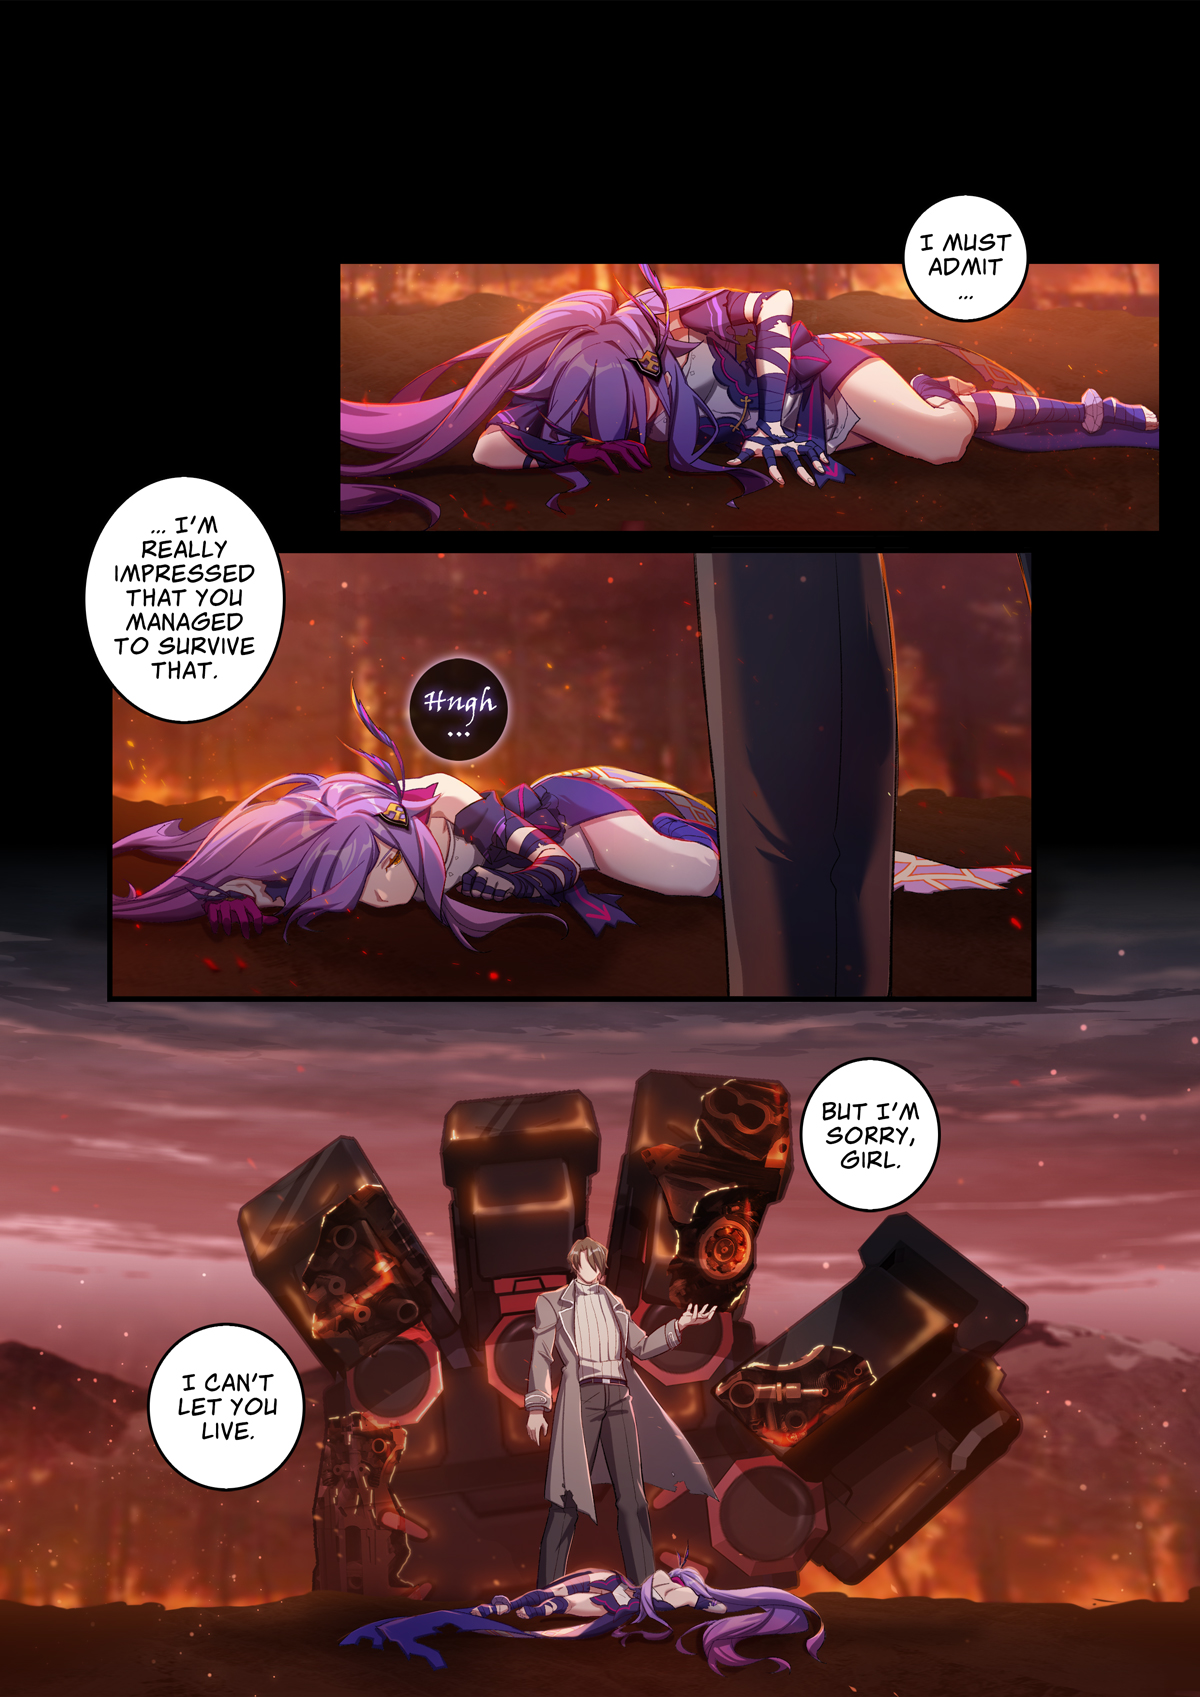 I MUST
ADMIT
...
... I'M
REALLY
IMPRESSED
THAT YOU
MANAGED
TO SURVIVE
THAT.
Hngh
...
BUT I'M
SORRY,
GIRL.
I CAN'T
LET YOU
LIVE.